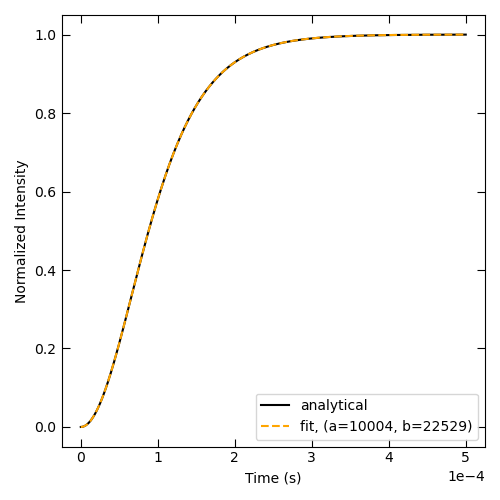 1.0
0.8
0.6
0.4
0.2
0.0
Normalized Intensity
analytical
fit, (a=10004, b=22529)
0 1 2 3 4 5
1e−4
Time (s)